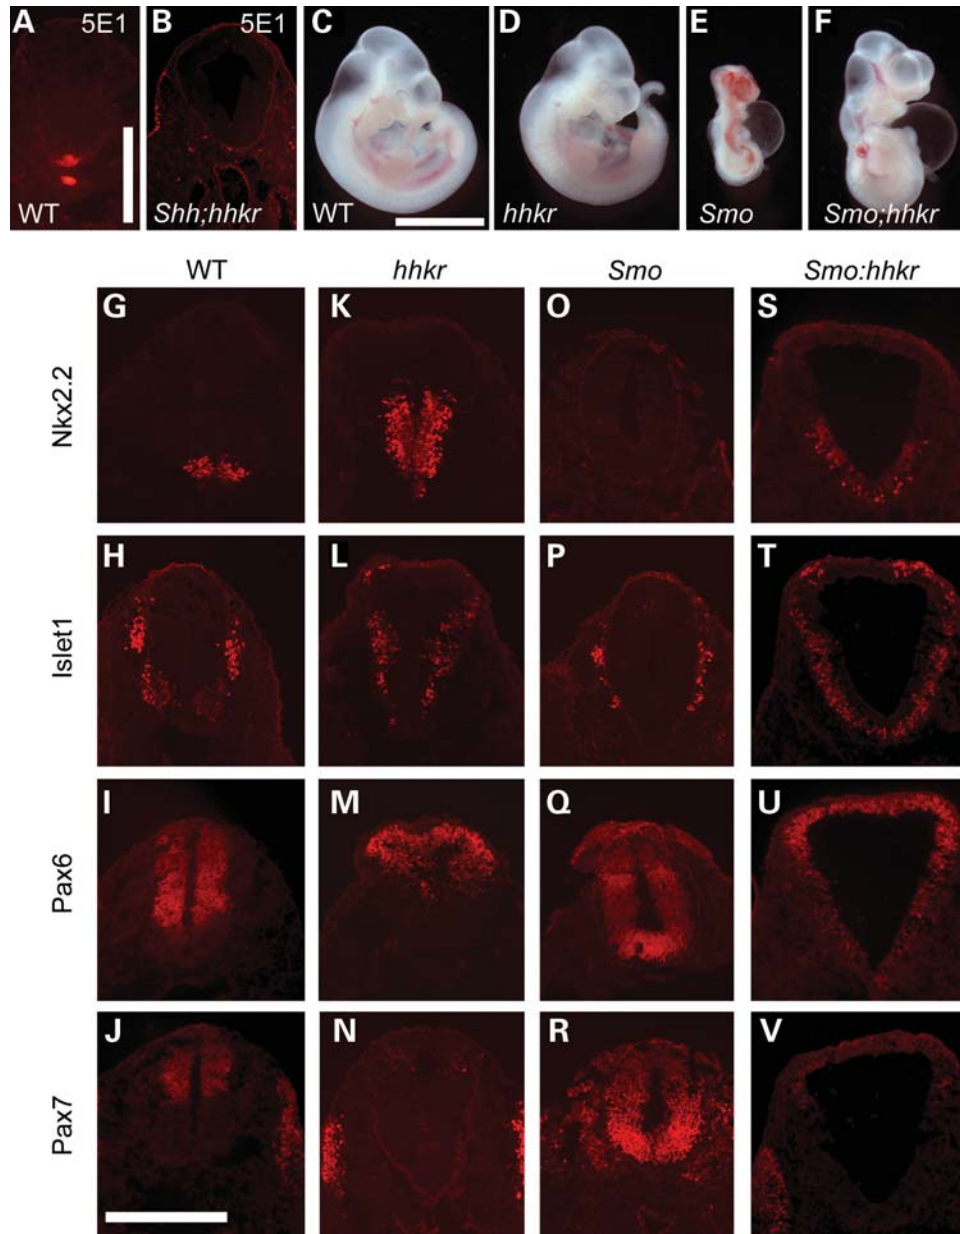 A 5E1 B 5E1 C D E F
WT Shh;hhkr WT hhkr Smo Smo;hhkr
WT hhkr Smo Smo:hhkr
G K O S
Nkx2.2
H L P T
Islet1
I M Q U
Pax6
J N R V
Pax7